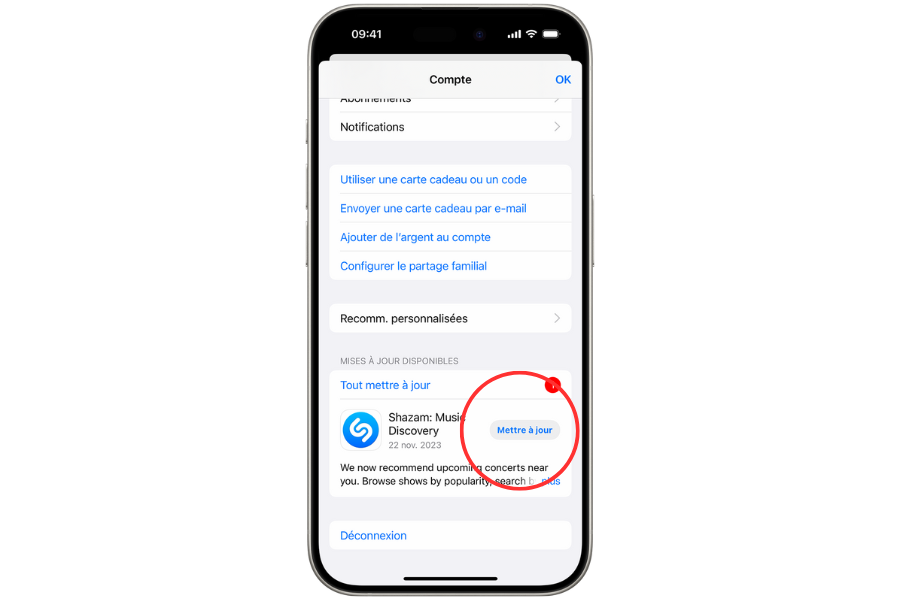 09:41
Compte
OK
Abonnements
Notifications
Utiliser une carte cadeau ou un code
Envoyer une carte cadeau par e-mail
Ajouter de l'argent au compte
Configurer le partage familial
Recomm. personnalisées
MISES À JOUR DISPONIBLES
Tout mettre à jour
Shazam: Music
Discovery
Mettre à jour
22 nov. 2023
We now recommend upcoming concerts near
you. Browse shows by popularity, search plus
Déconnexion